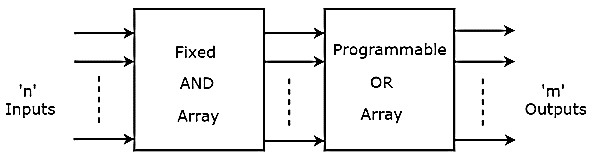 'n'
Inputs
Fixed
AND
Array
Programmable
OR
Array
'm'
Outputs